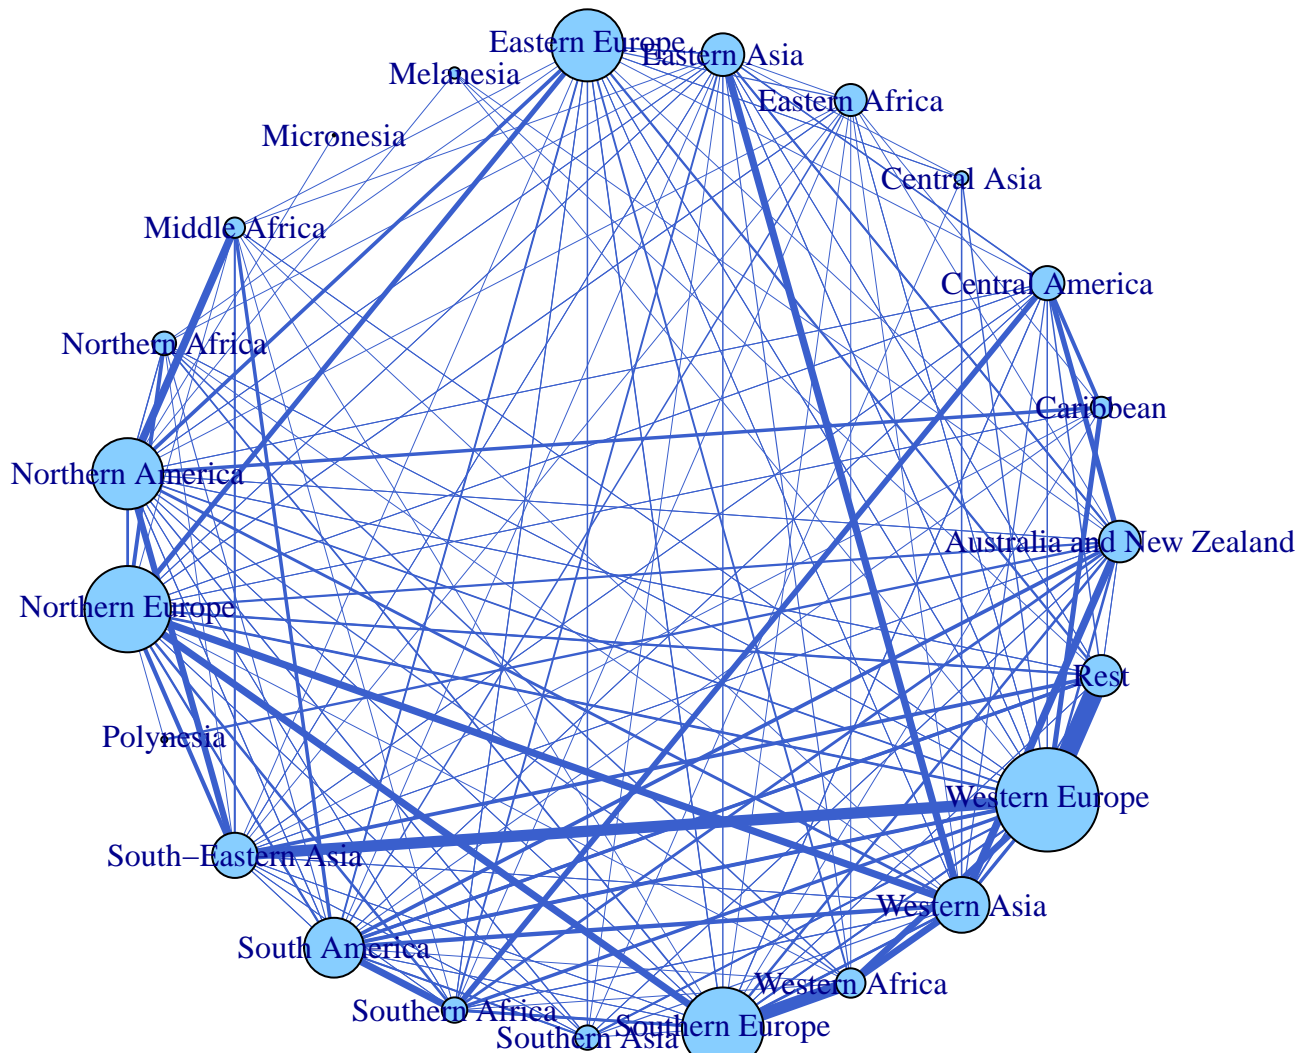 Eastern Europe
Eastern Asia
Melanesia
Eastern Africa
Micronesia
Central Asia
Middle Africa
Central America
Northern Africa
Caribbean
Northern America
Australia and New Zealand
Northern Europe
Rest
Polynesia
Western Europe
South−Eastern Asia
Western Asia
South America
Western Africa
Southern Africa
Southern Europe
Southern Asia